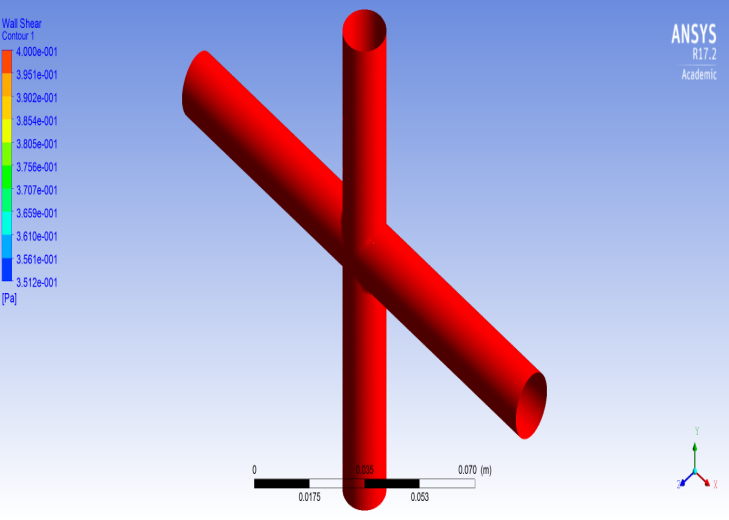 Wall Shear
Contour 1
4.000e-001
3.951e-001
3.902e-001
3.854e-001
3.805e-001
3.756e-001
3.707e-001
3.659e-001
3.610e-001
3.561e-001
3.512e-001
[Pa]
ANSYS
R17.2
Academic
0 0.035 0.070 (m)
0.0175 0.053
Y
Z X